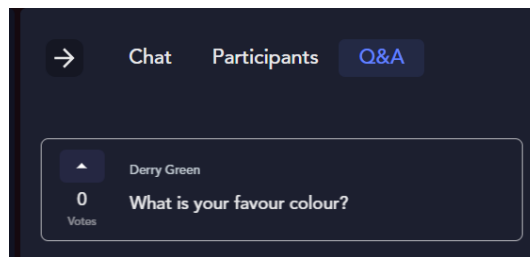 Chat Participants Q&A
Derry Green
0 What is your favour colour?
Votes